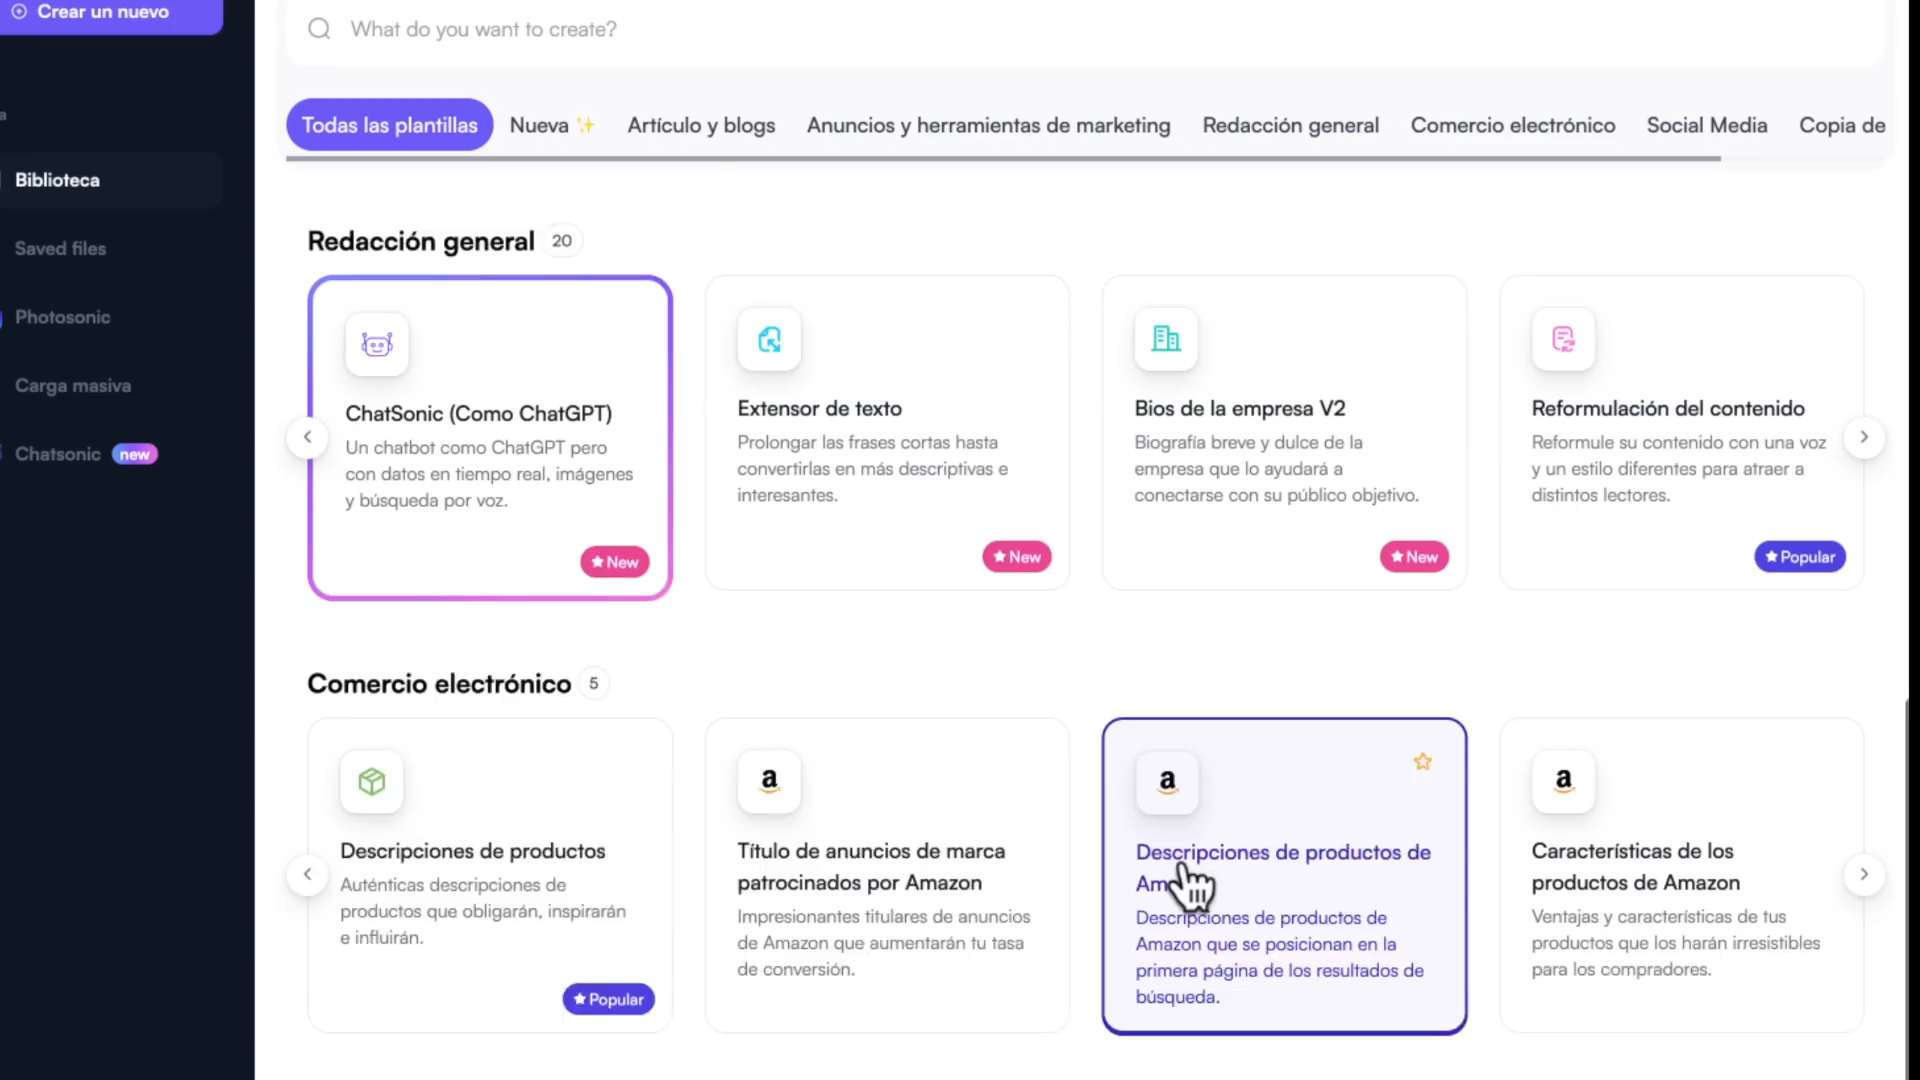 Crear un nuevo
What do you want to create?
a
Todas las plantillas
Nueva ✨
Artículo y blogs
Anuncios y herramientas de marketing
Redacción general
Comercio electrónico
Social Media
Copia de
Biblioteca
Saved files
Photosonic
Carga masiva
Chatsonic new
Redacción general 20
ChatSonic (Como ChatGPT)
Un chatbot como ChatGPT pero
con datos en tiempo real, imágenes
y búsqueda por voz.
New
Extensor de texto
Prolongar las frases cortas hasta
convertirlas en más descriptivas e
interesantes.
New
Bios de la empresa V2
Biografía breve y dulce de la
empresa que lo ayudará a
conectarse con su público objetivo.
New
Reformulación del contenido
Reformule su contenido con una voz
y un estilo diferentes para atraer a
distintos lectores.
Popular
Comercio electrónico 5
Descripciones de productos
Auténticas descripciones de
productos que obligarán, inspirarán
e influirán.
Popular
a
Título de anuncios de marca
patrocinados por Amazon
Impresionantes titulares de anuncios
de Amazon que aumentarán tu tasa
de conversión.
a
Descripciones de productos de
Am
Descripciones de productos de
Amazon que se posicionan en la
primera página de los resultados de
búsqueda.
a
Características de los
productos de Amazon
Ventajas y características de tus
productos que los harán irresistibles
para los compradores.